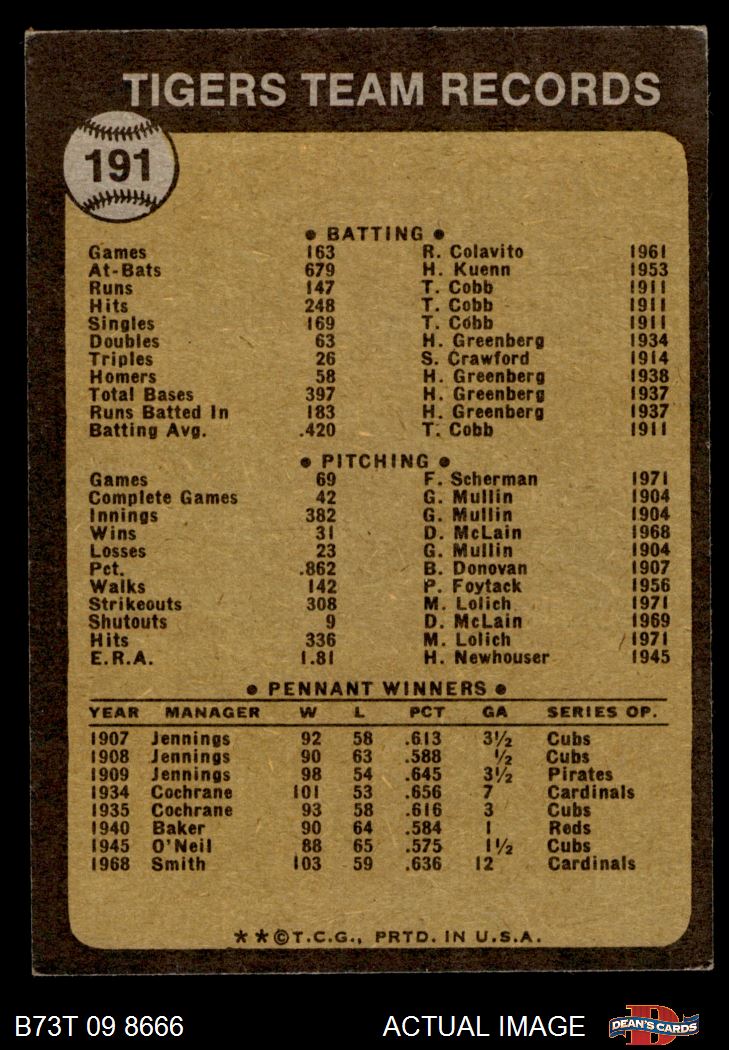 TIGERS TEAM RECORDS
191
• BATTING •
Games 163 R. Colavito 1961
At-Bats 679 H. Kuenn 1953
Runs 147 T. Cobb 1911
Hits 248 T. Cobb 1911
Singles 169 T. Cobb 1911
Doubles 63 H. Greenberg 1934
Triples 26 S. Crawford 1914
Homers 58 H. Greenberg 1938
Total Bases 397 H. Greenberg 1937
Runs Batted In 183 H. Greenberg 1937
Batting Avg. .420 T. Cobb 1911
• PITCHING •
Games 69 F. Scherman 1971
Complete Games 42 G. Mullin 1904
Innings 382 G. Mullin 1904
Wins 31 D. McLain 1968
Losses 23 G. Mullin 1904
Pct. .862 B. Donovan 1907
Walks 142 P. Foytack 1956
Strikeouts 308 M. Lolich 1971
Shutouts 9 D. McLain 1969
Hits 336 M. Lolich 1971
E.R.A. 1.81 H. Newhouser 1945
• PENNANT WINNERS •
YEAR MANAGER W L PCT GA SERIES OP.
1907 Jennings 92 58 .613 3½ Cubs
1908 Jennings 90 63 .588 ½ Cubs
1909 Jennings 98 54 .645 3½ Pirates
1934 Cochrane 101 53 .656 7 Cardinals
1935 Cochrane 93 58 .616 3 Cubs
1940 Baker 90 64 .584 1 Reds
1945 O'Neil 88 65 .575 1½ Cubs
1968 Smith 103 59 .636 12 Cardinals
**©T.C.G., PRTD. IN U.S.A.
B73T 09 8666 ACTUAL IMAGE D DEAN'S CARDS